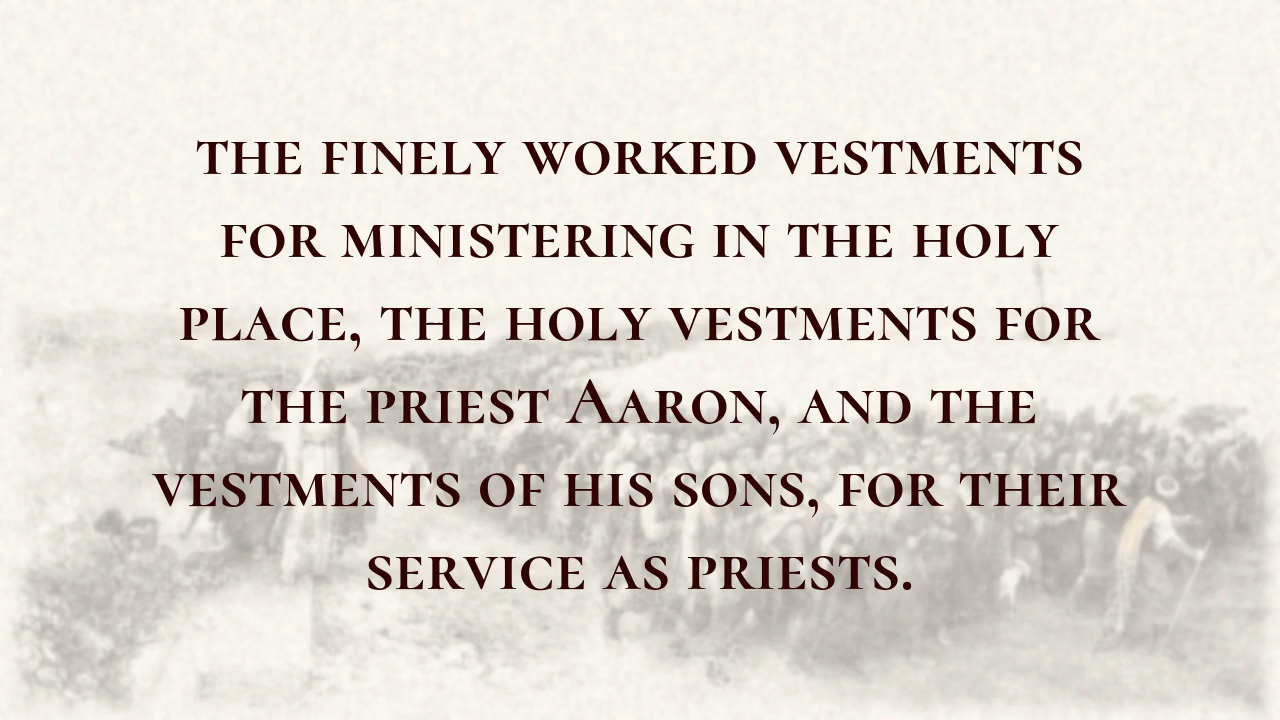 the finely worked vestments
for ministering in the holy
place, the holy vestments for
the priest Aaron, and the
vestments of his sons, for their
service as priests.